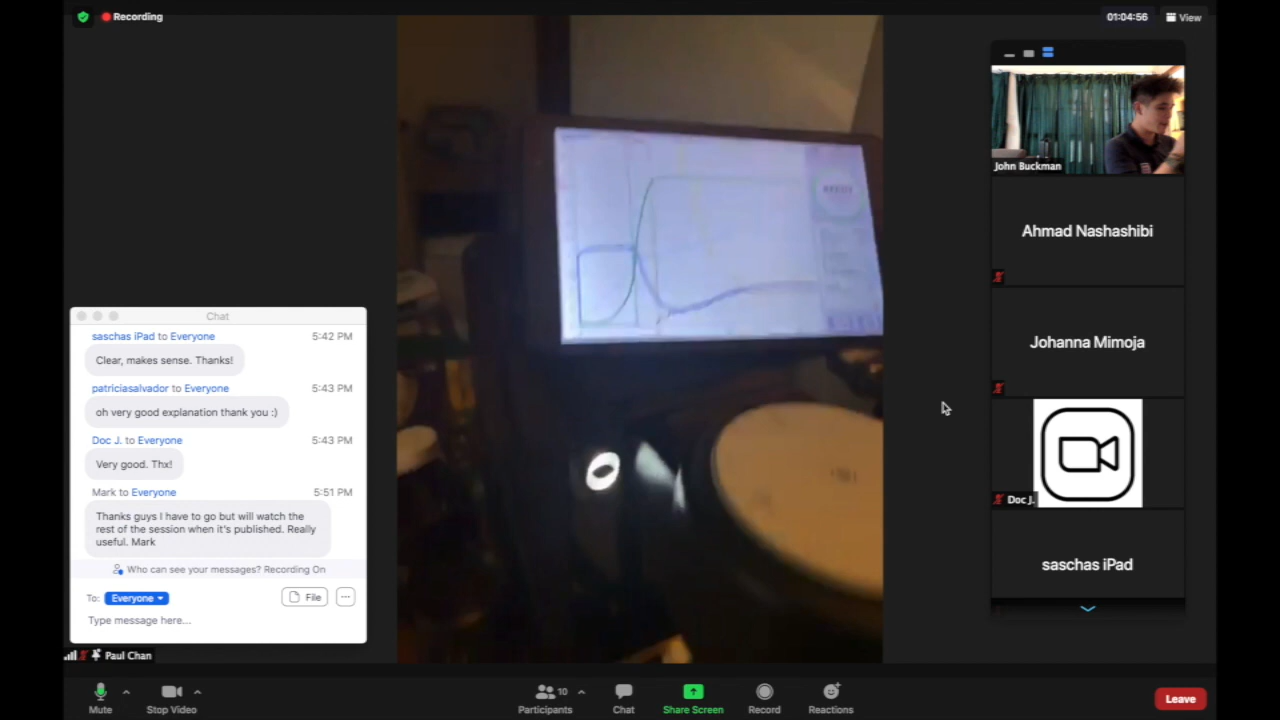 Recording
01:04:56
View
John Buckman
Ahmad Nashashibi
Johanna Mimoja
Doc J.
saschas iPad
Chat
saschas iPad to Everyone 5:42 PM
Clear, makes sense. Thanks!
patriciasalvador to Everyone 5:43 PM
oh very good explanation thank you :)
Doc J. to Everyone 5:43 PM
Very good. Thx!
Mark to Everyone 5:51 PM
Thanks guys I have to go but will watch the
rest of the session when it's published. Really
useful. Mark
Who can see your messages? Recording On
To: Everyone
File
Type message here...
Paul Chan
Mute
Stop Video
Participants
10
Chat
Share Screen
Record
Reactions
Leave